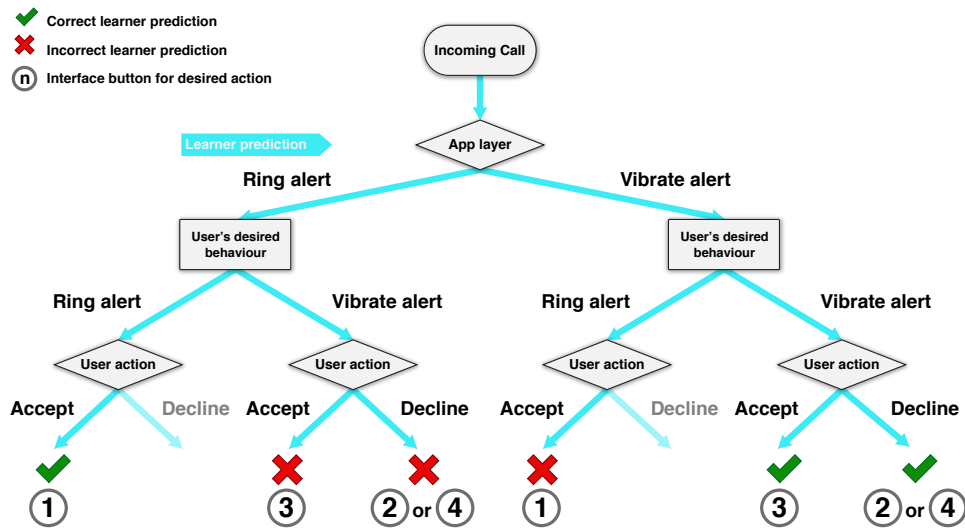 Correct learner prediction
Incorrect learner prediction
n Interface button for desired action
Incoming Call
Learner prediction
App layer
Ring alert
Vibrate alert
User's desired
behaviour
User's desired
behaviour
Ring alert
Vibrate alert
Ring alert
Vibrate alert
User action
User action
User action
User action
Accept
Decline
Accept
Decline
Accept
Decline
Accept
Decline
1
3
2 or 4
1
3
2 or 4